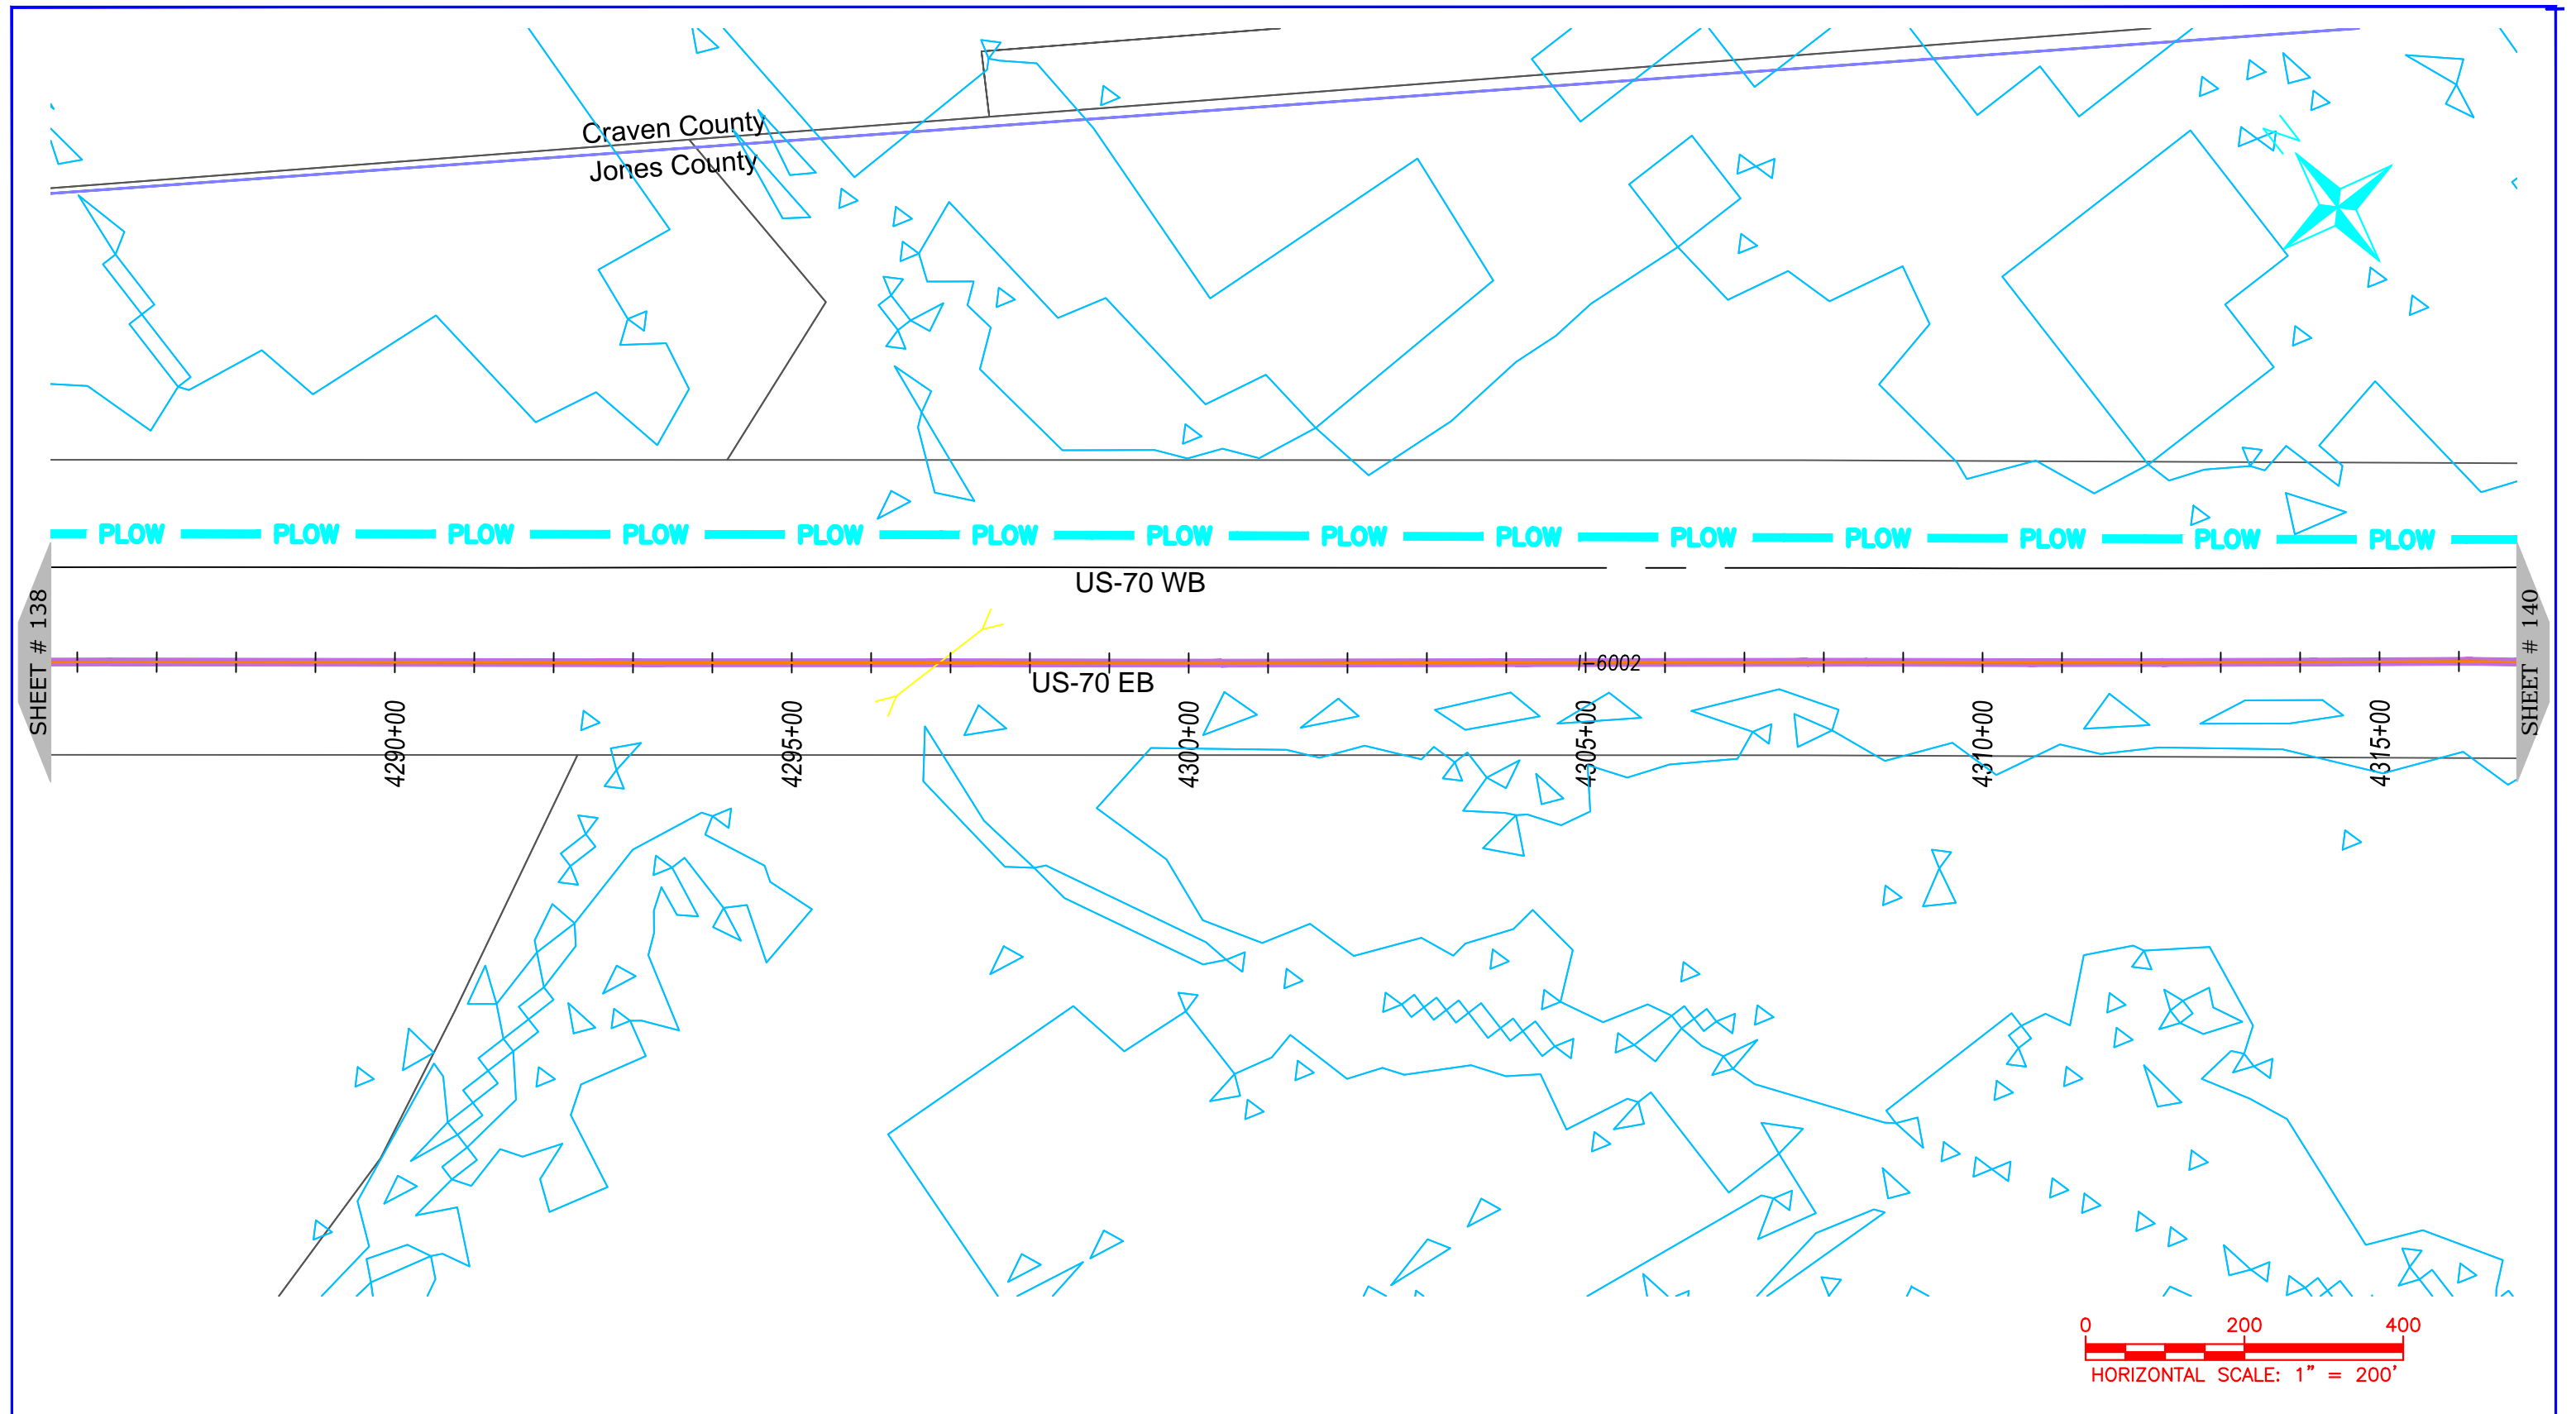 Craven County
Jones County
N
PLOW PLOW PLOW PLOW PLOW PLOW PLOW PLOW PLOW PLOW PLOW PLOW PLOW PLOW
US-70 WB
SHEET # 138
SHEET # 140
I-6002
US-70 EB
4290+00
4295+00
4300+00
4305+00
4310+00
4315+00
0 200 400
HORIZONTAL SCALE: 1" = 200'